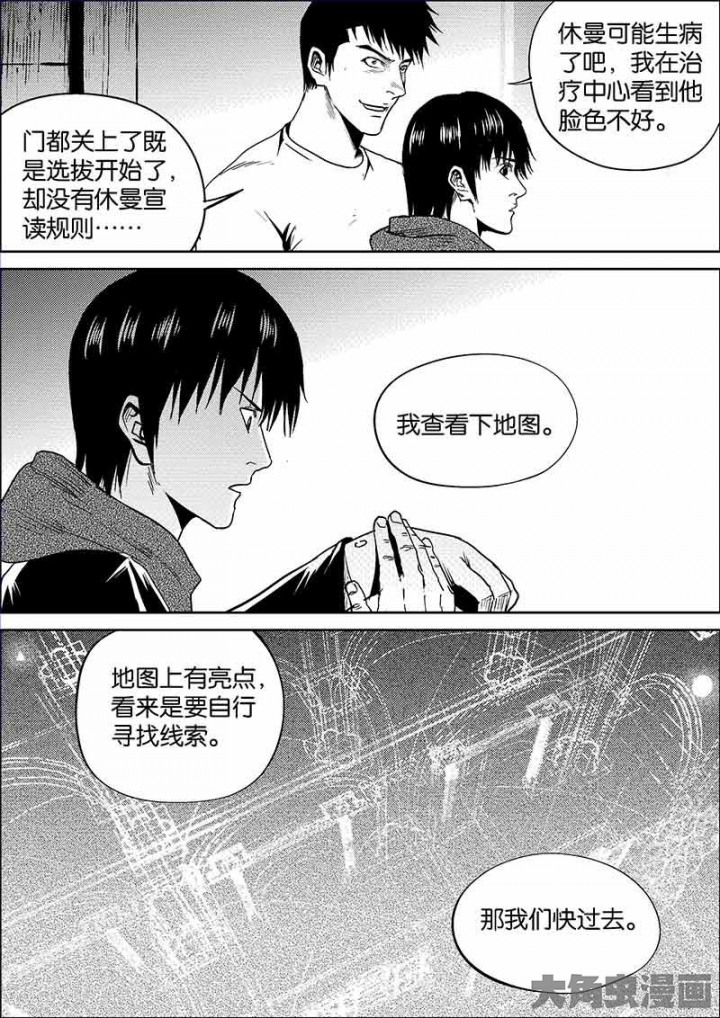 休曼可能生病
了吧，我在治
疗中心看到他
脸色不好。
门都关上了既
是选拔开始了，
却没有休曼宣
读规则……
我查看下地图。
地图上有亮点，
看来是要自行
寻找线索。
那我们快过去。
大角虫漫画